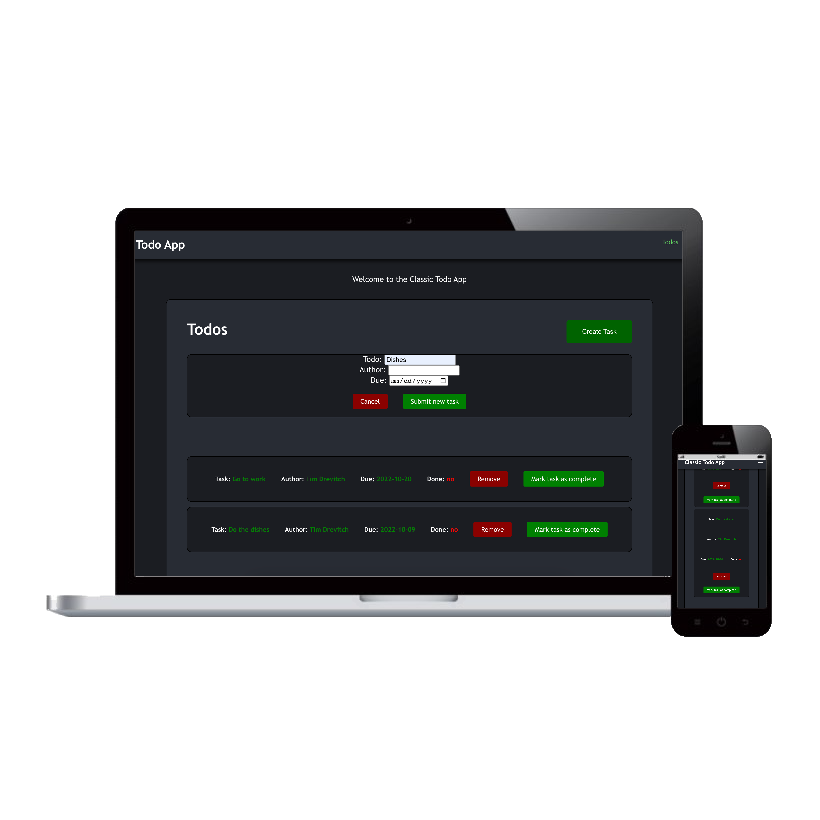 Todo App
Todos
Welcome to the Classic Todo App
Todos
Create Task
Todo: Dishes
Author:
Due: mm/dd/yyyy
Cancel
Submit new task
Task: Go to work Author: Tim Drevitch Due: 2022-10-20 Done: no Remove Mark task as complete
Task: Do the dishes Author: Tim Drevitch Due: 2022-10-09 Done: no Remove Mark task as complete
Classic Todo App